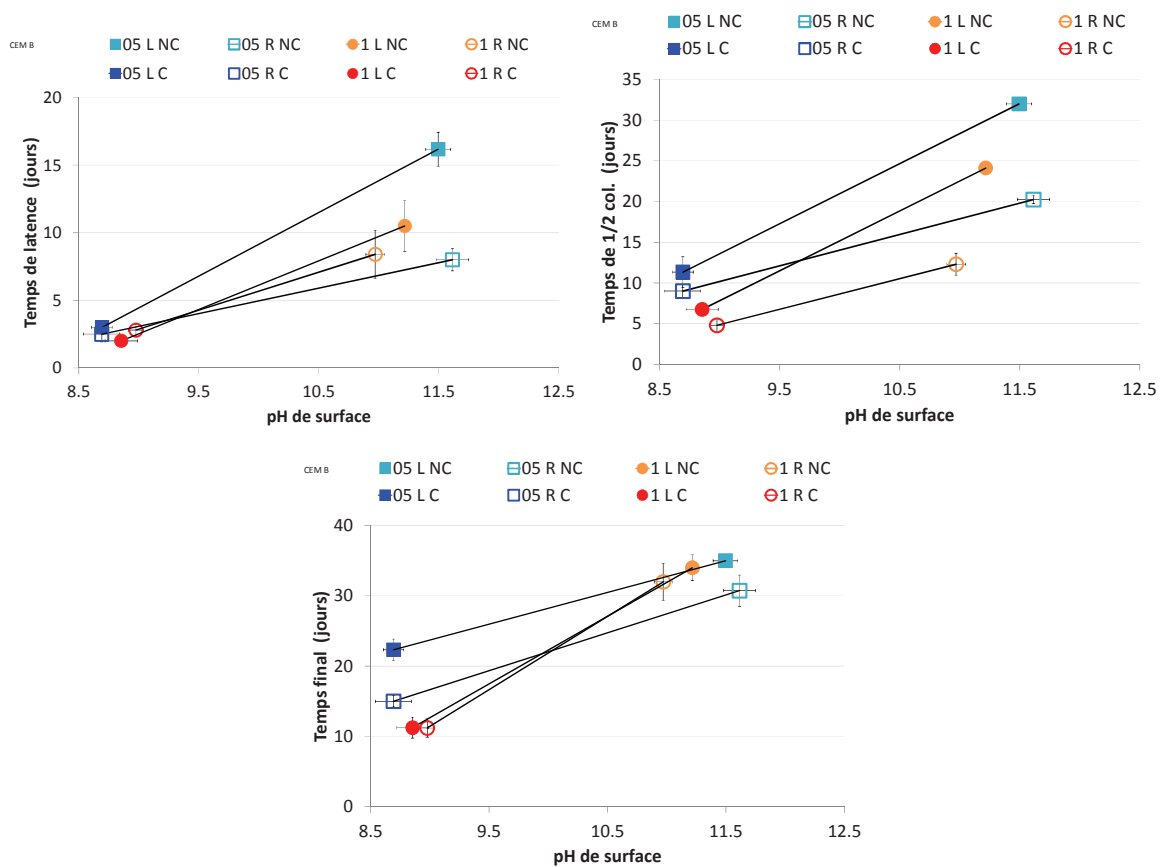 CEM B
05 L NC 05 R NC 1 L NC 1 R NC
05 L C 05 R C 1 L C 1 R C
Temps de latence (jours)
20
15
10
5
0
8.5 9.5 10.5 11.5 12.5
pH de surface
CEM B
05 L NC 05 R NC 1 L NC 1 R NC
05 L C 05 R C 1 L C 1 R C
Temps de 1/2 col. (jours)
35
30
25
20
15
10
5
0
8.5 9.5 10.5 11.5 12.5
pH de surface
CEM B
05 L NC 05 R NC 1 L NC 1 R NC
05 L C 05 R C 1 L C 1 R C
Temps final (jours)
40
30
20
10
0
8.5 9.5 10.5 11.5 12.5
pH de surface